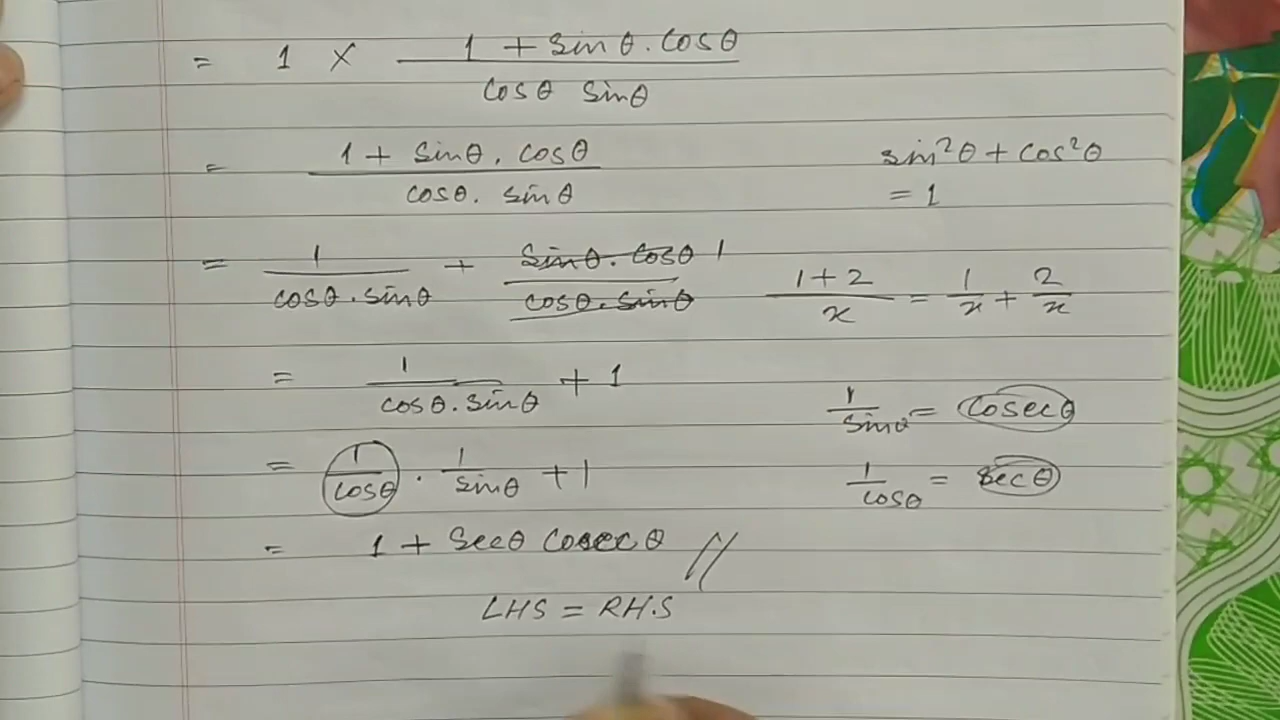 = 1 × (1 + sinθ . cosθ) / (cosθ sinθ)
= (1 + sinθ . cosθ) / (cosθ . sinθ)
sin²θ + cos²θ
= 1
= 1 / (cosθ . sinθ) + (sinθ . cosθ) / (cosθ . sinθ) 1
(1+2) / x = 1/x + 2/x
= 1 / (cosθ . sinθ) + 1
1/sinθ = cosecθ
= 1/cosθ . 1/sinθ + 1
1/cosθ = secθ
= 1 + secθ cosecθ //
LHS = RH.S